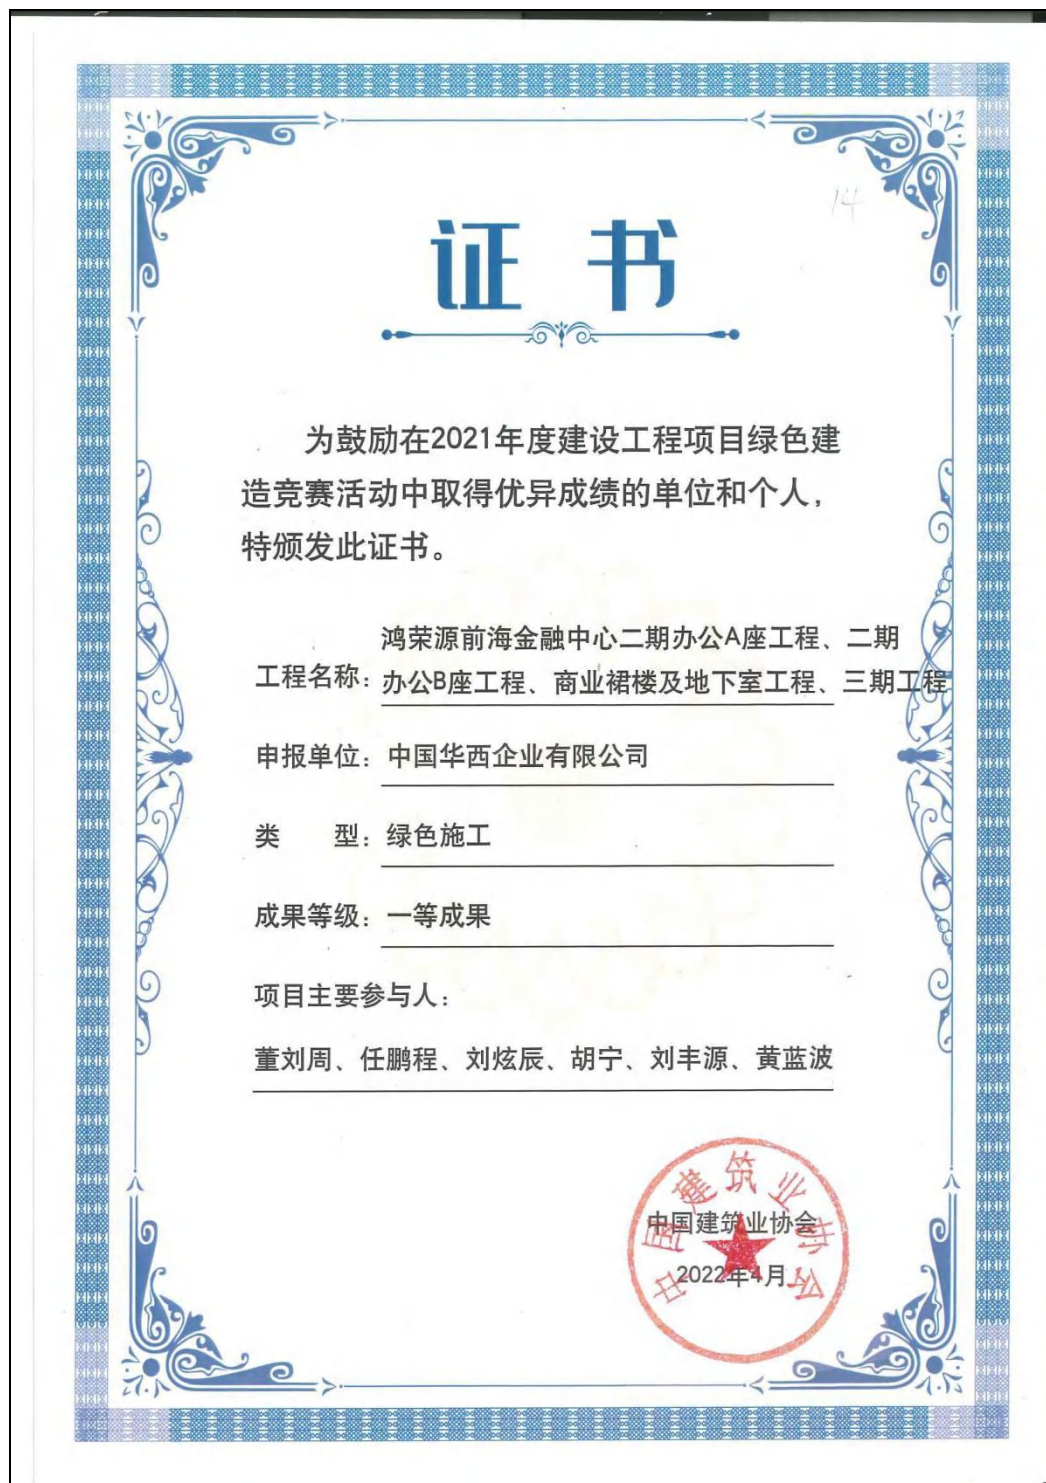 14
证书
为鼓励在2021年度建设工程项目绿色建
造竞赛活动中取得优异成绩的单位和个人，
特颁发此证书。
鸿荣源前海金融中心二期办公A座工程、二期
工程名称：办公B座工程、商业裙楼及地下室工程、三期工程
申报单位：中国华西企业有限公司
类　　型：绿色施工
成果等级：一等成果
项目主要参与人：
董刘周、任鹏程、刘炫辰、胡宁、刘丰源、黄蓝波
中国建筑业协会
中国建筑业协会
2022年4月